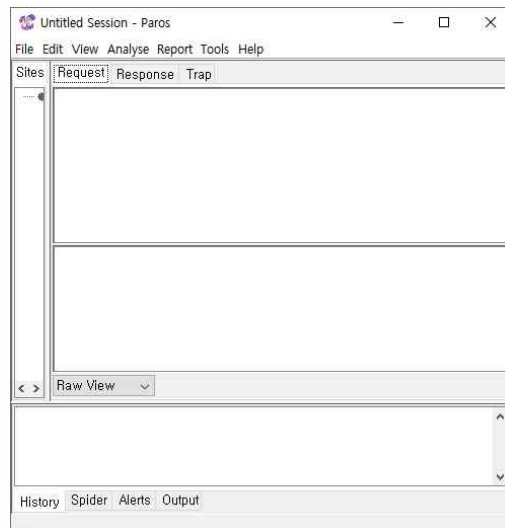 Untitled Session - Paros
File Edit View Analyse Report Tools Help
Sites Request Response Trap
Raw View
History Spider Alerts Output